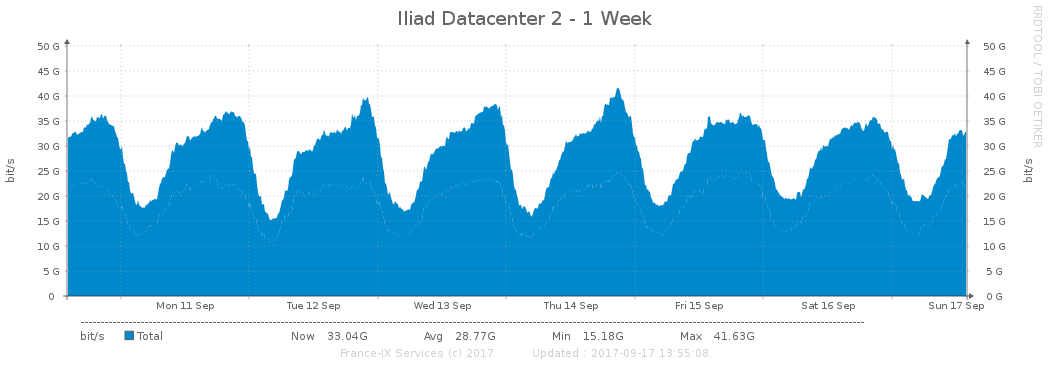 Iliad Datacenter 2 - 1 Week
RRDTOOL / TOBI OETIKER
50 G 50 G
45 G 45 G
40 G 40 G
35 G 35 G
30 G 30 G
25 G 25 G
20 G 20 G
15 G 15 G
10 G 10 G
5 G 5 G
0 0 G
bit/s bit/s
Mon 11 Sep Tue 12 Sep Wed 13 Sep Thu 14 Sep Fri 15 Sep Sat 16 Sep Sun 17 Sep
bit/s Total Now 33.04G Avg 28.77G Min 15.18G Max 41.63G
France-IX Services (c) 2017 Updated : 2017-09-17 13:55:08